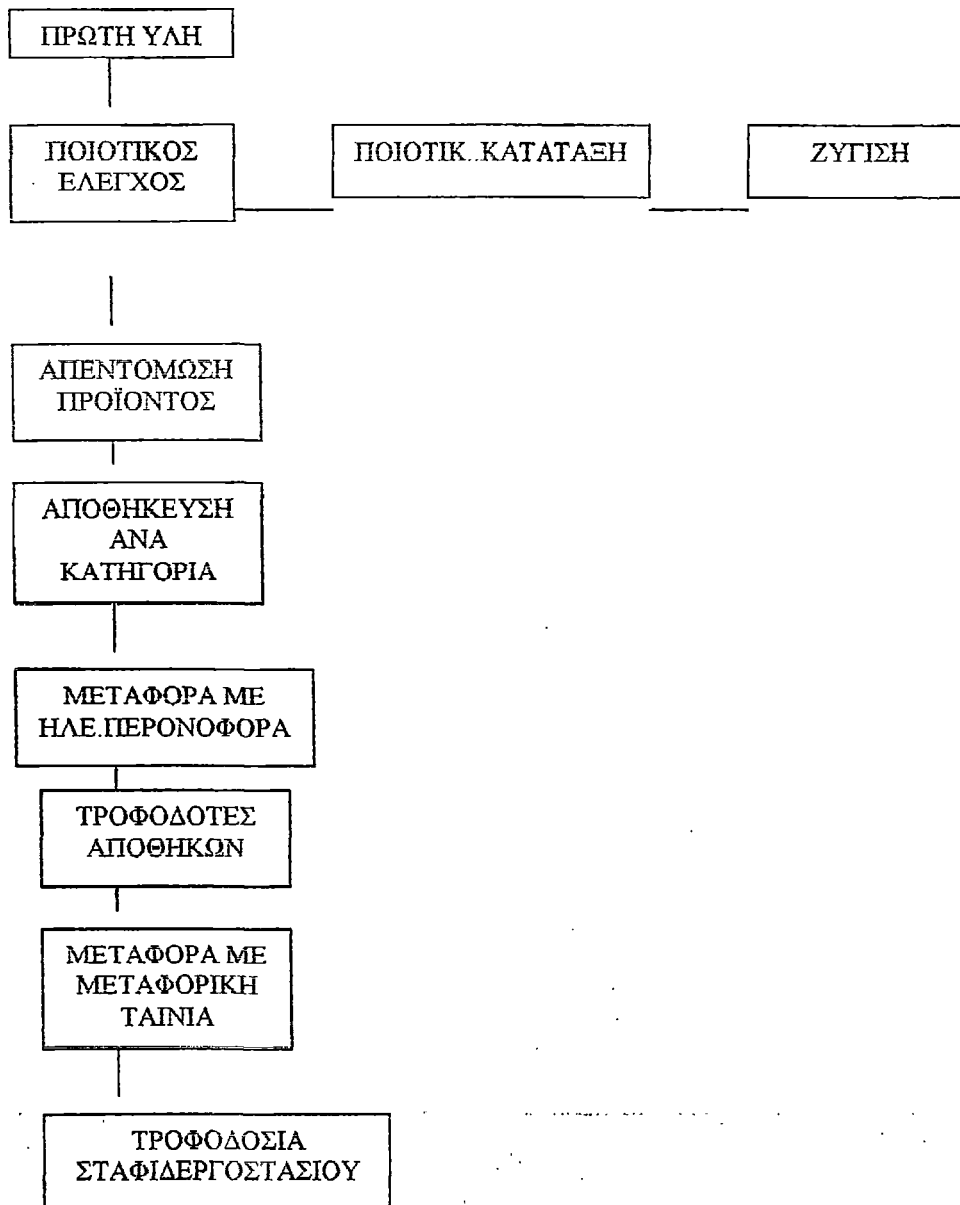 ΠΡΩΤΗ ΥΛΗ
ΠΟΙΟΤΙΚΟΣ
ΕΛΕΓΧΟΣ
ΠΟΙΟΤΙΚ..ΚΑΤΑΤΑΞΗ
ΖΥΓΙΣΗ
ΑΠΕΝΤΟΜΩΣΗ
ΠΡΟΪΟΝΤΟΣ
ΑΠΟΘΗΚΕΥΣΗ
ΑΝΑ
ΚΑΤΗΓΟΡΙΑ
ΜΕΤΑΦΟΡΑ ΜΕ
ΗΛΕ.ΠΕΡΟΝΟΦΟΡΑ
ΤΡΟΦΟΔΟΤΕΣ
ΑΠΟΘΗΚΩΝ
ΜΕΤΑΦΟΡΑ ΜΕ
ΜΕΤΑΦΟΡΙΚΗ
ΤΑΙΝΙΑ
ΤΡΟΦΟΔΟΣΙΑ
ΣΤΑΦΙΔΕΡΓΟΣΤΑΣΙΟΥ